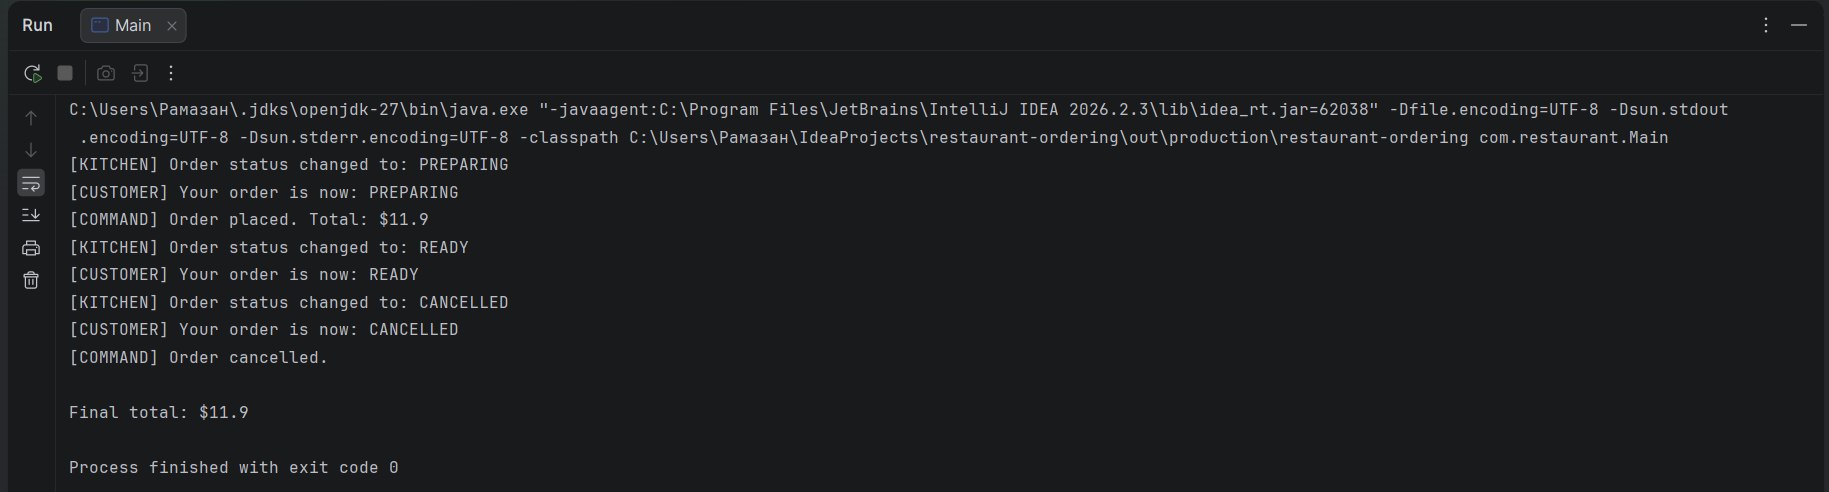 Run
Main
C:\Users\Рамазан\.jdks\openjdk-27\bin\java.exe "-javaagent:C:\Program Files\JetBrains\IntelliJ IDEA 2026.2.3\lib\idea_rt.jar=62038" -Dfile.encoding=UTF-8 -Dsun.stdout
.encoding=UTF-8 -Dsun.stderr.encoding=UTF-8 -classpath C:\Users\Рамазан\IdeaProjects\restaurant-ordering\out\production\restaurant-ordering com.restaurant.Main
[KITCHEN] Order status changed to: PREPARING
[CUSTOMER] Your order is now: PREPARING
[COMMAND] Order placed. Total: $11.9
[KITCHEN] Order status changed to: READY
[CUSTOMER] Your order is now: READY
[KITCHEN] Order status changed to: CANCELLED
[CUSTOMER] Your order is now: CANCELLED
[COMMAND] Order cancelled.
Final total: $11.9
Process finished with exit code 0